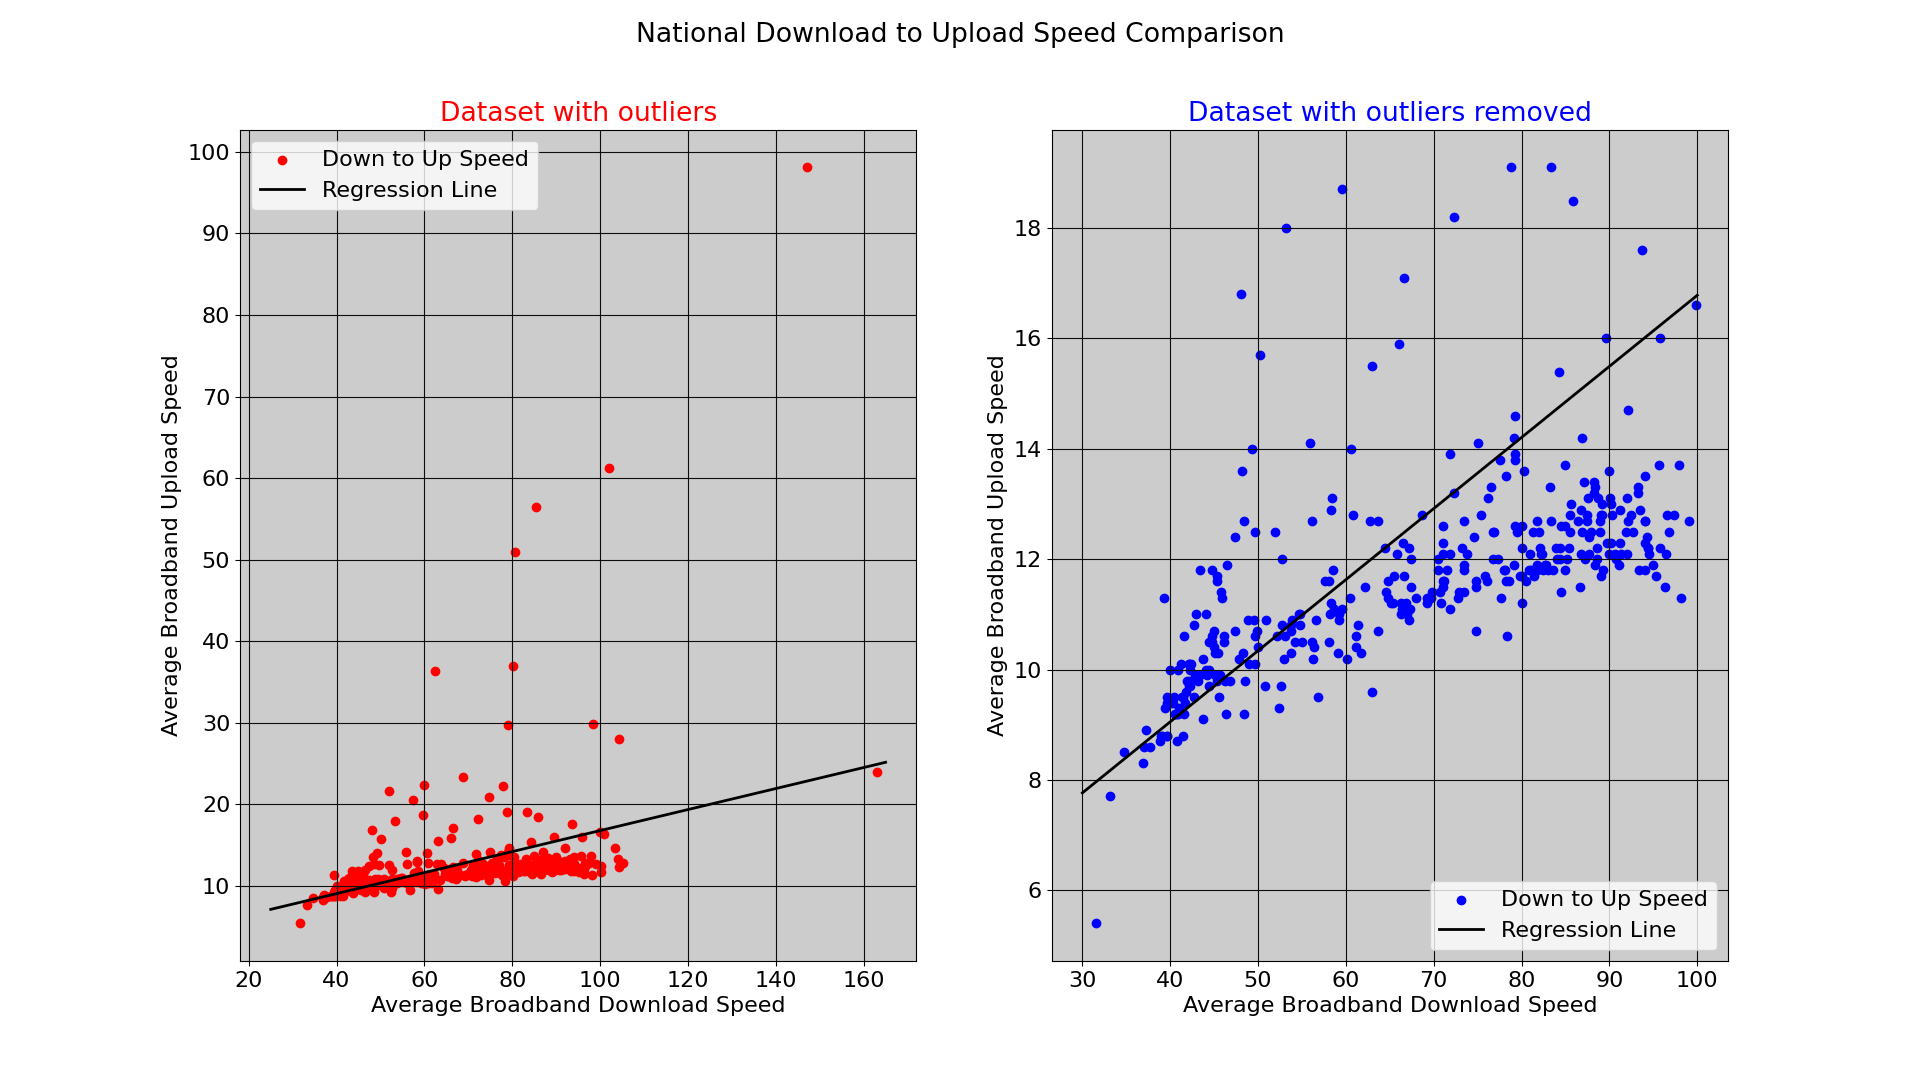 National Download to Upload Speed Comparison
Dataset with outliers
Down to Up Speed
Regression Line
Average Broadband Upload Speed
100
90
80
70
60
50
40
30
20
10
20 40 60 80 100 120 140 160
Average Broadband Download Speed
Dataset with outliers removed
Average Broadband Upload Speed
18
16
14
12
10
8
6
Down to Up Speed
Regression Line
30 40 50 60 70 80 90 100
Average Broadband Download Speed